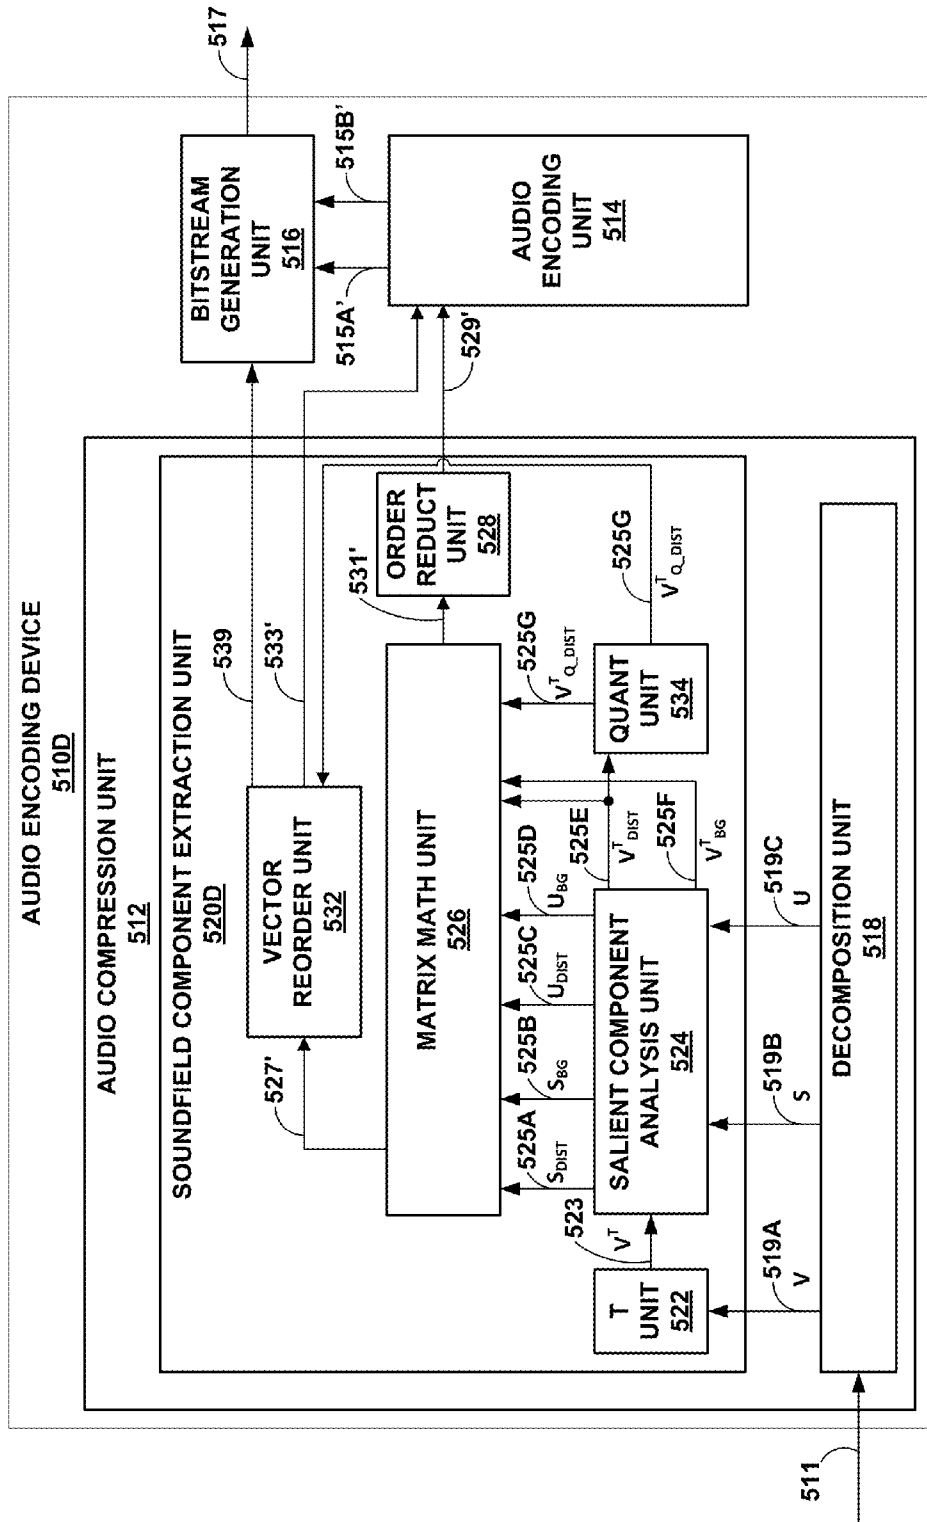 AUDIO ENCODING DEVICE
510D
AUDIO COMPRESSION UNIT
512
SOUNDFIELD COMPONENT EXTRACTION UNIT
520D
539
533'
527'
VECTOR
REORDER UNIT
532
BITSTREAM
GENERATION
UNIT
516
517
515A'
515B'
AUDIO
ENCODING
UNIT
514
529'
MATRIX MATH UNIT
526
531'
ORDER
REDUCT
UNIT
528
525A
S_DIST
525B
S_BG
525C
U_DIST
525D
U_BG
525E
V^T_DIST
525F
V^T_BG
525G
V^T_Q_DIST
525G
V^T_Q_DIST
QUANT
UNIT
534
523
V^T
T
UNIT
522
SALIENT COMPONENT
ANALYSIS UNIT
524
519A
V
519B
S
519C
U
DECOMPOSITION UNIT
518
511